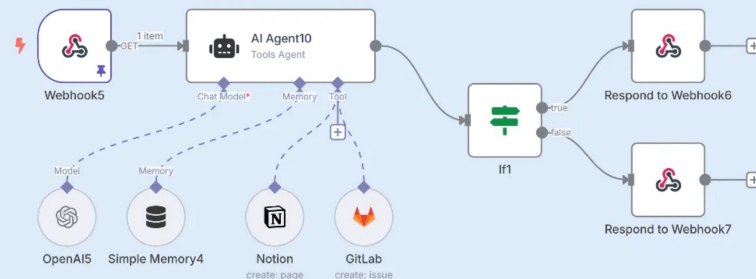 GET
1 item
Webhook5
AI Agent10
Tools Agent
Chat Model*
Memory
Tool
Model
Memory
OpenAI5
Simple Memory4
N
Notion
create: page
GitLab
create: issue
If1
true
false
Respond to Webhook6
Respond to Webhook7